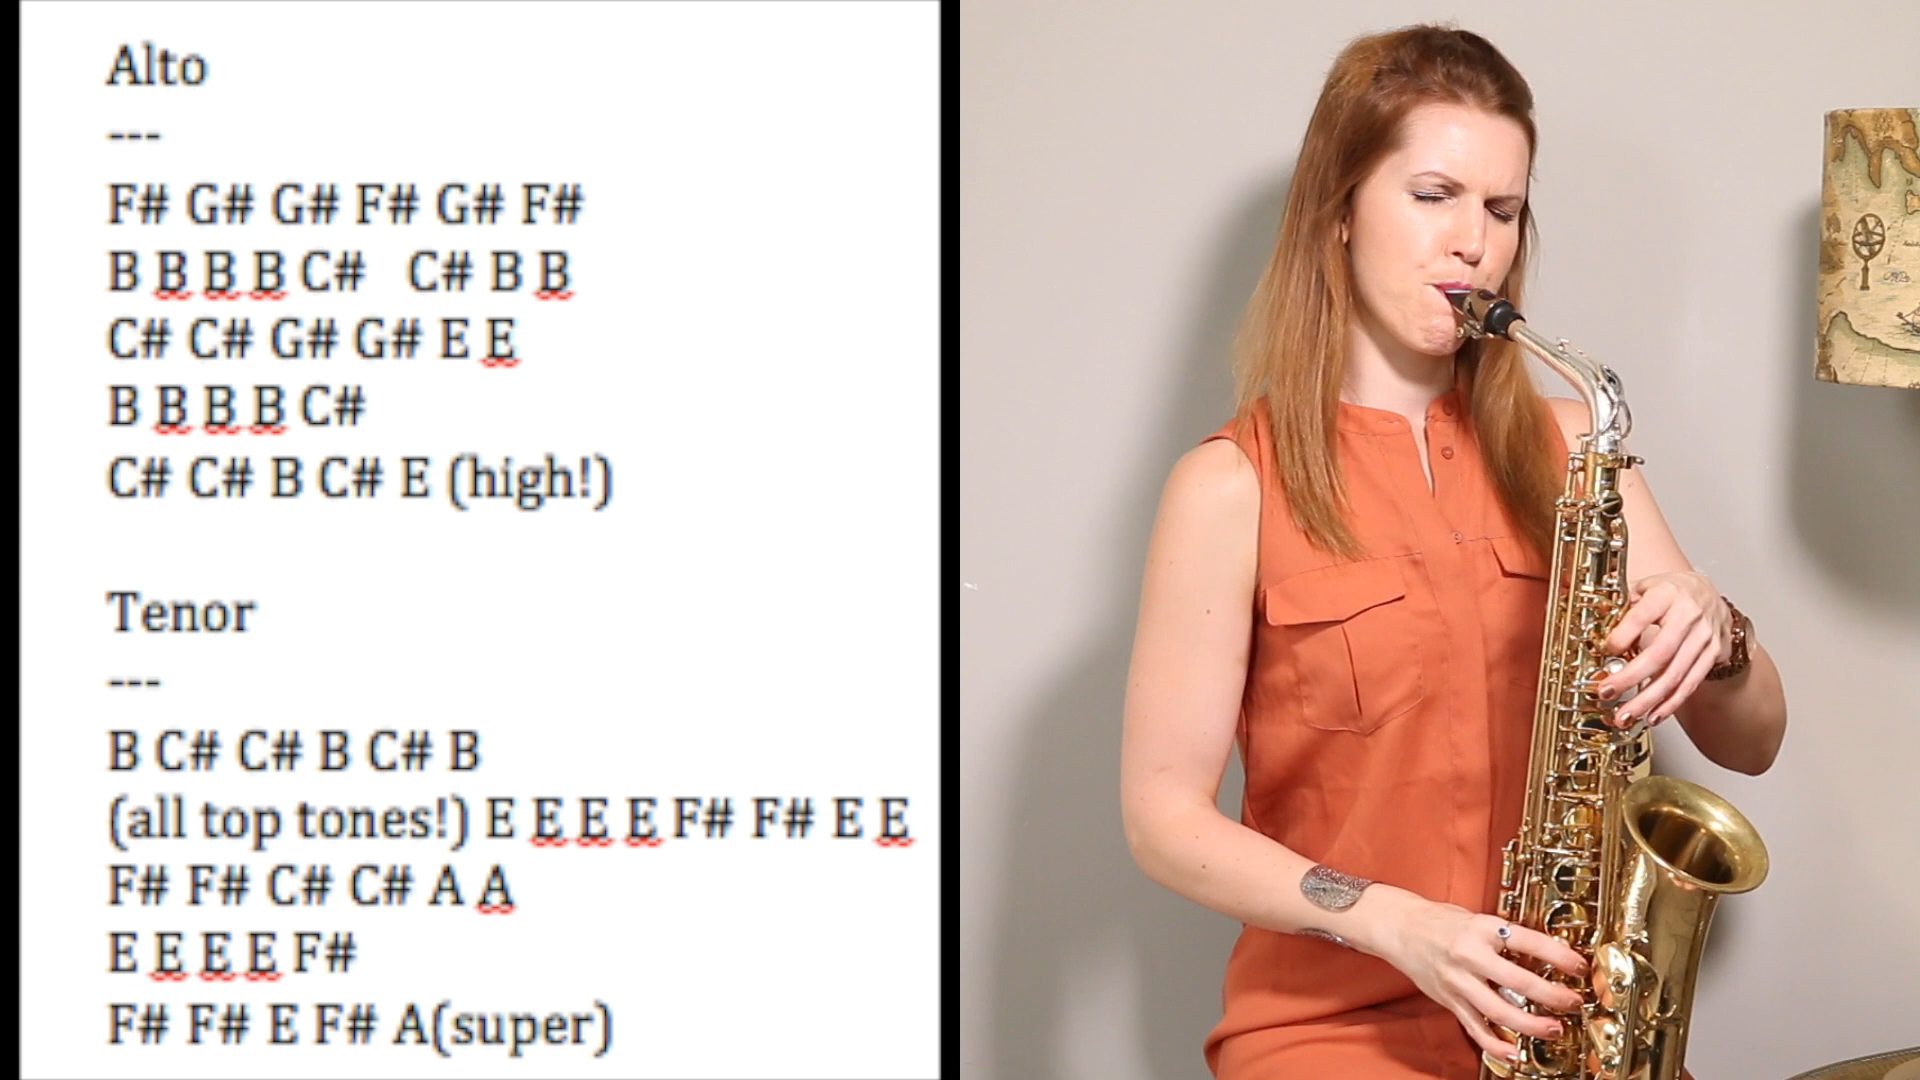 Alto
---
F# G# G# F# G# F#
B B B B C# C# B B
C# C# G# G# E E
B B B B C#
C# C# B C# E (high!)
Tenor
---
B C# C# B C# B
(all top tones!) E E E E F# F# E E
F# F# C# C# A A
E E E E F#
F# F# E F# A(super)